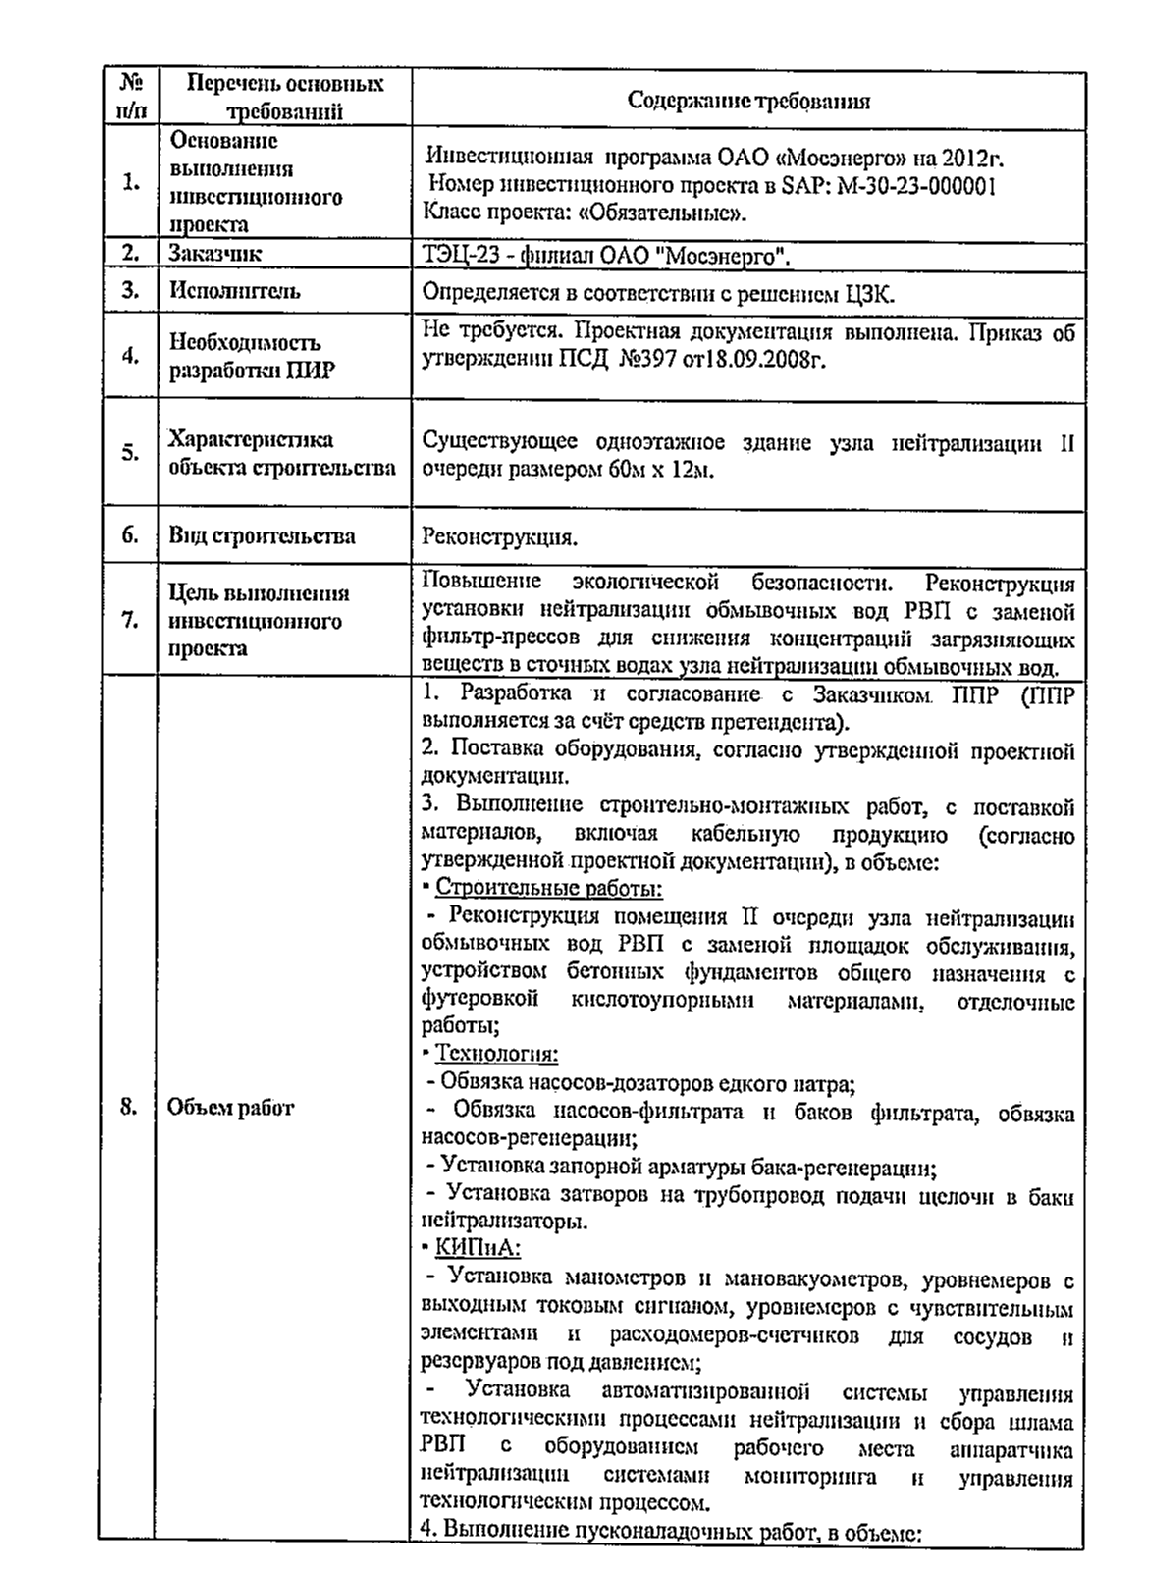 № п/п
Перечень основных требований
Содержание требования
1.
Основание
выполнения
инвестиционного
проекта
Инвестиционная программа ОАО «Мосэнерго» на 2012г.
Номер инвестиционного проекта в SAP: М-30-23-000001
Класс проекта: «Обязательные».
2.
Заказчик
ТЭЦ-23 - филиал ОАО "Мосэнерго".
3.
Исполнитель
Определяется в соответствии с решением ЦЗК.
4.
Необходимость
разработки ПИР
Не требуется. Проектная документация выполнена. Приказ об
утверждении ПСД №397 от18.09.2008г.
5.
Характеристика
объекта строительства
Существующее одноэтажное здание узла нейтрализации II
очереди размером 60м х 12м.
6.
Вид строительства
Реконструкция.
7.
Цель выполнения
инвестиционного
проекта
Повышение экологической безопасности. Реконструкция
установки нейтрализации обмывочных вод РВП с заменой
фильтр-прессов для снижения концентраций загрязняющих
веществ в сточных водах узла нейтрализации обмывочных вод.
8.
Объем работ
1. Разработка и согласование с Заказчиком ППР (ППР
выполняется за счёт средств претендента).
2. Поставка оборудования, согласно утвержденной проектной
документации.
3. Выполнение строительно-монтажных работ, с поставкой
материалов, включая кабельную продукцию (согласно
утвержденной проектной документации), в объеме:
• Строительные работы:
- Реконструкция помещения II очереди узла нейтрализации
обмывочных вод РВП с заменой площадок обслуживания,
устройством бетонных фундаментов общего назначения с
футеровкой кислотоупорными материалами, отделочные
работы;
• Технология:
- Обвязка насосов-дозаторов едкого натра;
- Обвязка насосов-фильтрата и баков фильтрата, обвязка
насосов-регенерации;
- Установка запорной арматуры бака-регенерации;
- Установка затворов на трубопровод подачи щелочи в баки
нейтрализаторы.
• КИПиА:
- Установка манометров и мановакуометров, уровнемеров с
выходным токовым сигналом, уровнемеров с чувствительным
элементами и расходомеров-счетчиков для сосудов и
резервуаров под давлением;
- Установка автоматизированной системы управления
технологическими процессами нейтрализации и сбора шлама
РВП с оборудованием рабочего места аппаратчика
нейтрализации системами мониторинга и управления
технологическим процессом.
4. Выполнение пусконаладочных работ, в объеме: